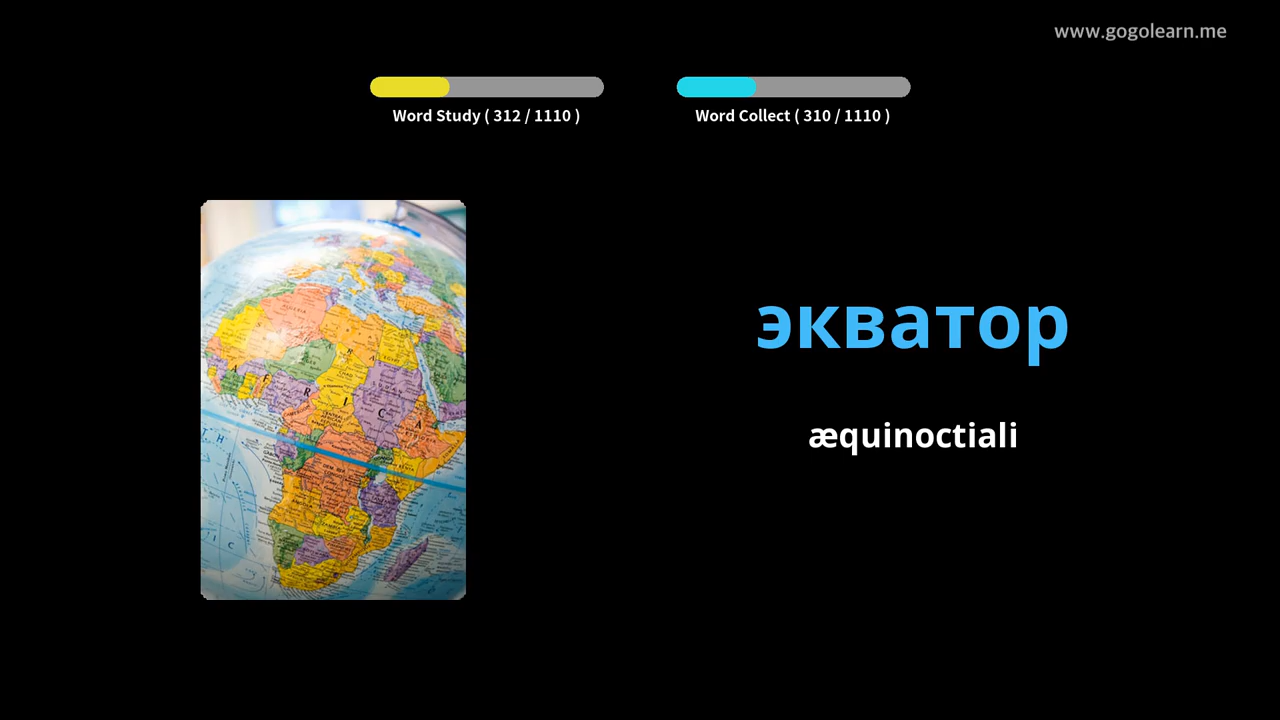 www.gogolearn.me
Word Study ( 312 / 1110 )
Word Collect ( 310 / 1110 )
экватор
æquinoctiali
A F R I C A